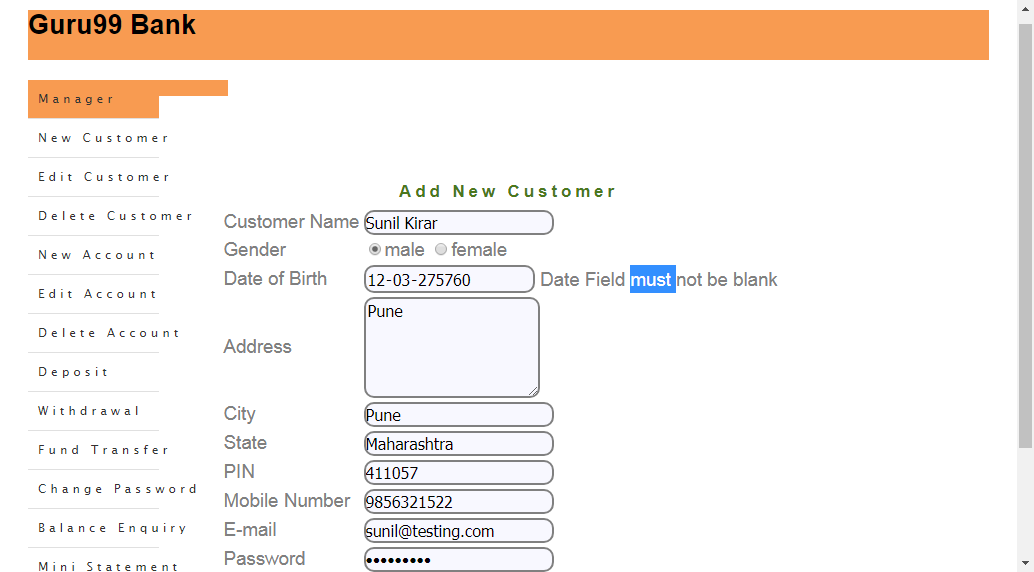 Guru99 Bank
Manager
New Customer
Edit Customer
Delete Customer
New Account
Edit Account
Delete Account
Deposit
Withdrawal
Fund Transfer
Change Password
Balance Enquiry
Mini Statement
Add New Customer
Customer Name Sunil Kirar
Gender male female
Date of Birth 12-03-275760 Date Field must not be blank
Address Pune
City Pune
State Maharashtra
PIN 411057
Mobile Number 9856321522
E-mail sunil@testing.com
Password •••••••••